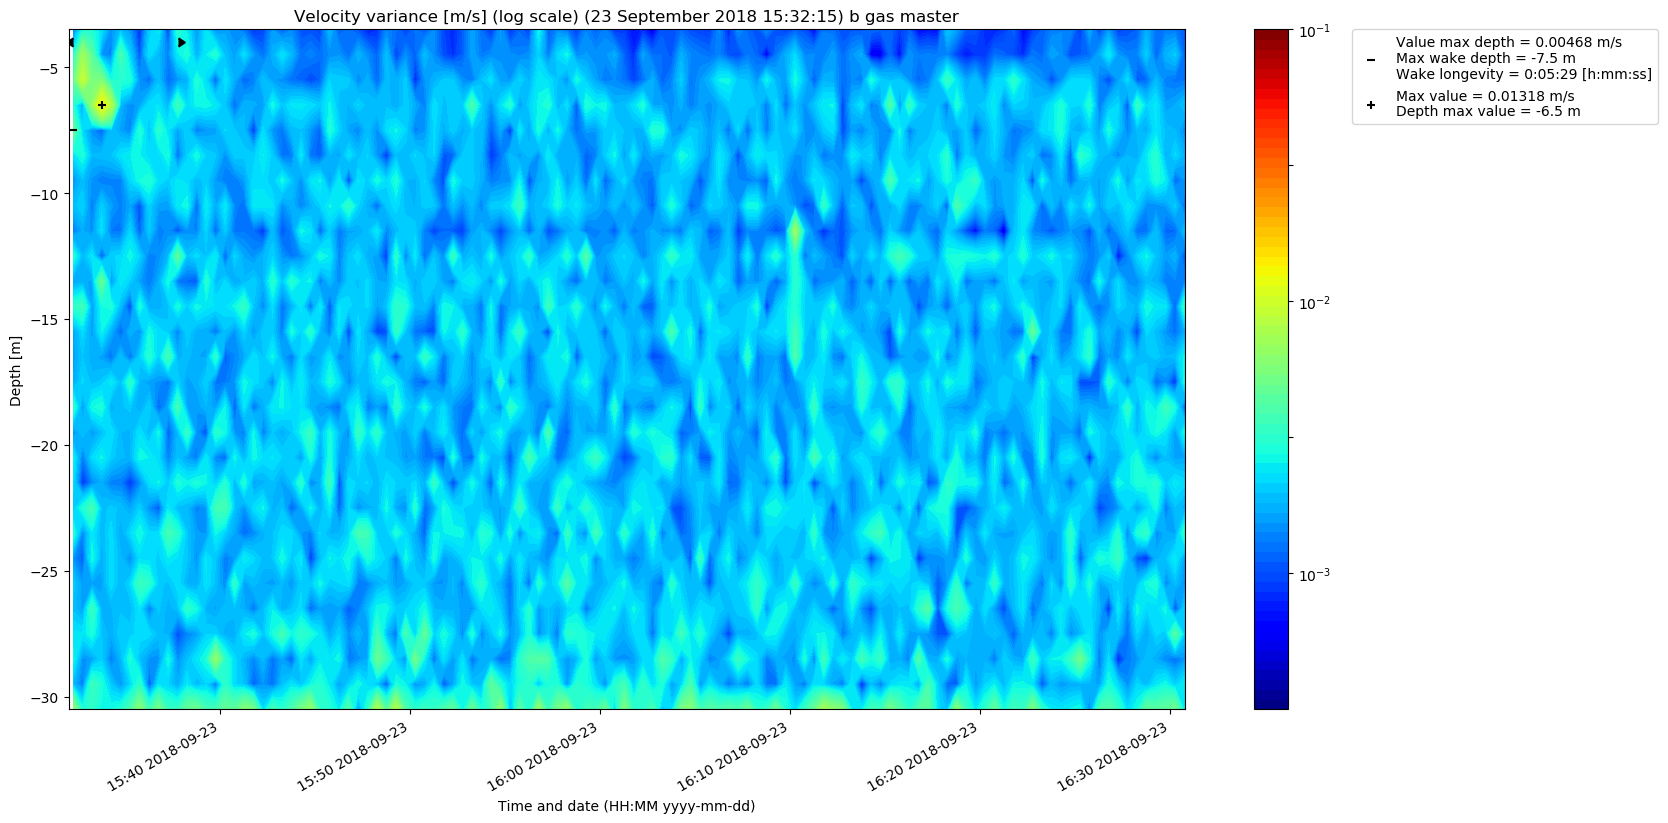 Velocity variance [m/s] (log scale) (23 September 2018 15:32:15) b gas master
Depth [m]
−5
−10
−15
−20
−25
−30
15:40 2018-09-23
15:50 2018-09-23
16:00 2018-09-23
16:10 2018-09-23
16:20 2018-09-23
16:30 2018-09-23
Time and date (HH:MM yyyy-mm-dd)
10⁻¹
10⁻²
10⁻³
Value max depth = 0.00468 m/s
Max wake depth = -7.5 m
Wake longevity = 0:05:29 [h:mm:ss]
Max value = 0.01318 m/s
Depth max value = -6.5 m